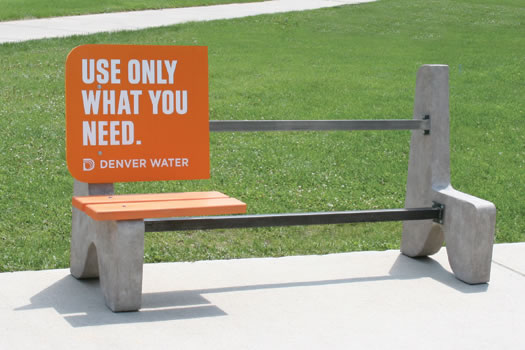 USE ONLY
WHAT YOU
NEED.
DENVER WATER